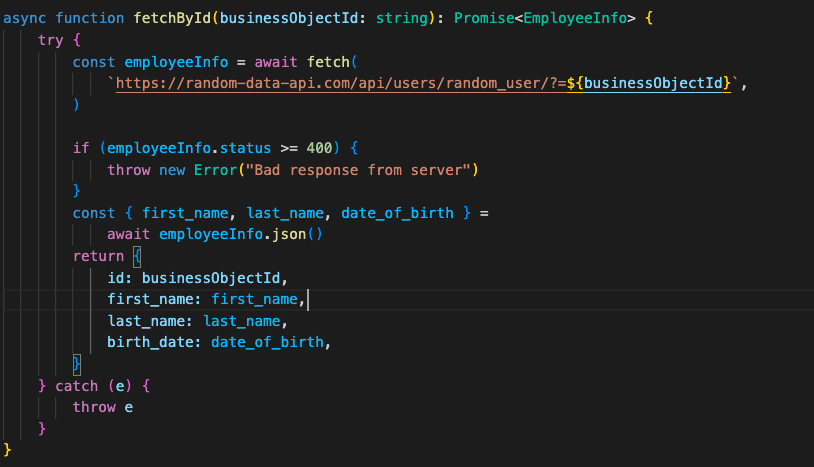 async function fetchById(businessObjectId: string): Promise<EmployeeInfo> {
    try {
        const employeeInfo = await fetch(
            `https://random-data-api.com/api/users/random_user/?=${businessObjectId}`,
        )

        if (employeeInfo.status >= 400) {
            throw new Error("Bad response from server")
        }
        const { first_name, last_name, date_of_birth } =
            await employeeInfo.json()
        return {
            id: businessObjectId,
            first_name: first_name,
            last_name: last_name,
            birth_date: date_of_birth,
        }
    } catch (e) {
        throw e
    }
}